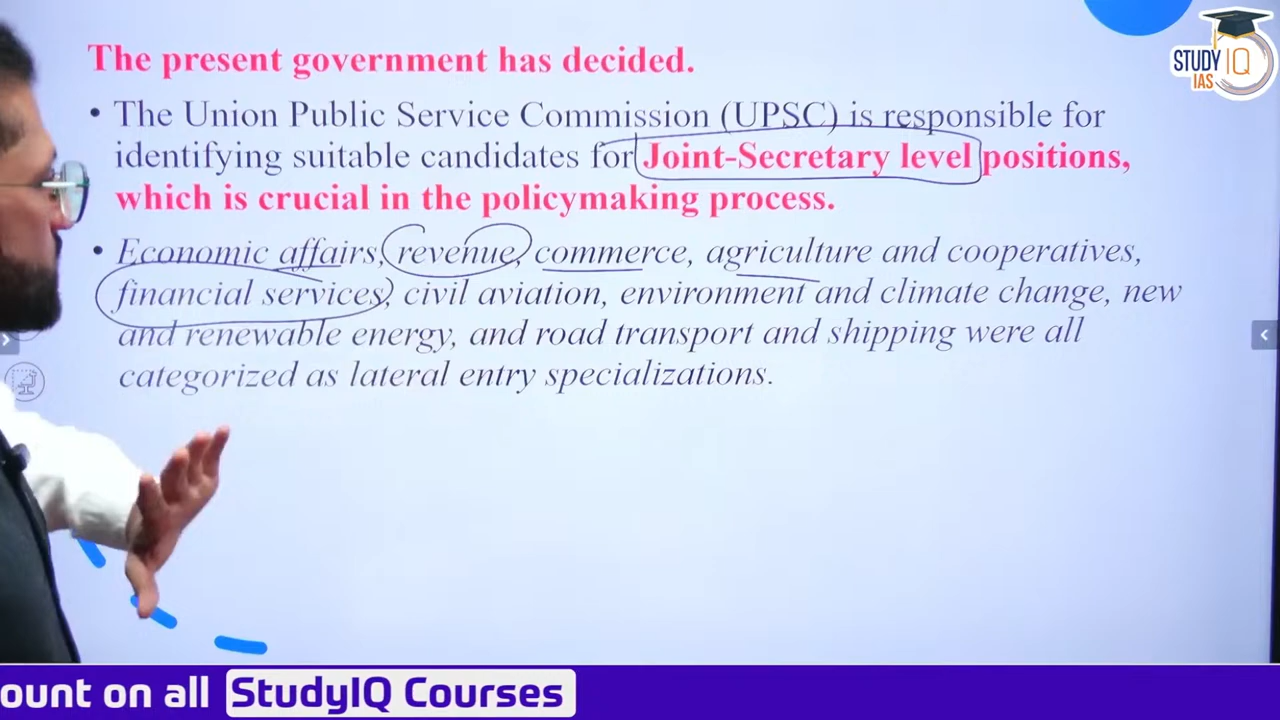 The present government has decided.
• The Union Public Service Commission (UPSC) is responsible for
identifying suitable candidates for Joint-Secretary level positions,
which is crucial in the policymaking process.
• Economic affairs, revenue, commerce, agriculture and cooperatives,
financial services, civil aviation, environment and climate change, new
and renewable energy, and road transport and shipping were all
categorized as lateral entry specializations.
STUDY IQ
IAS
ount on all StudyIQ Courses